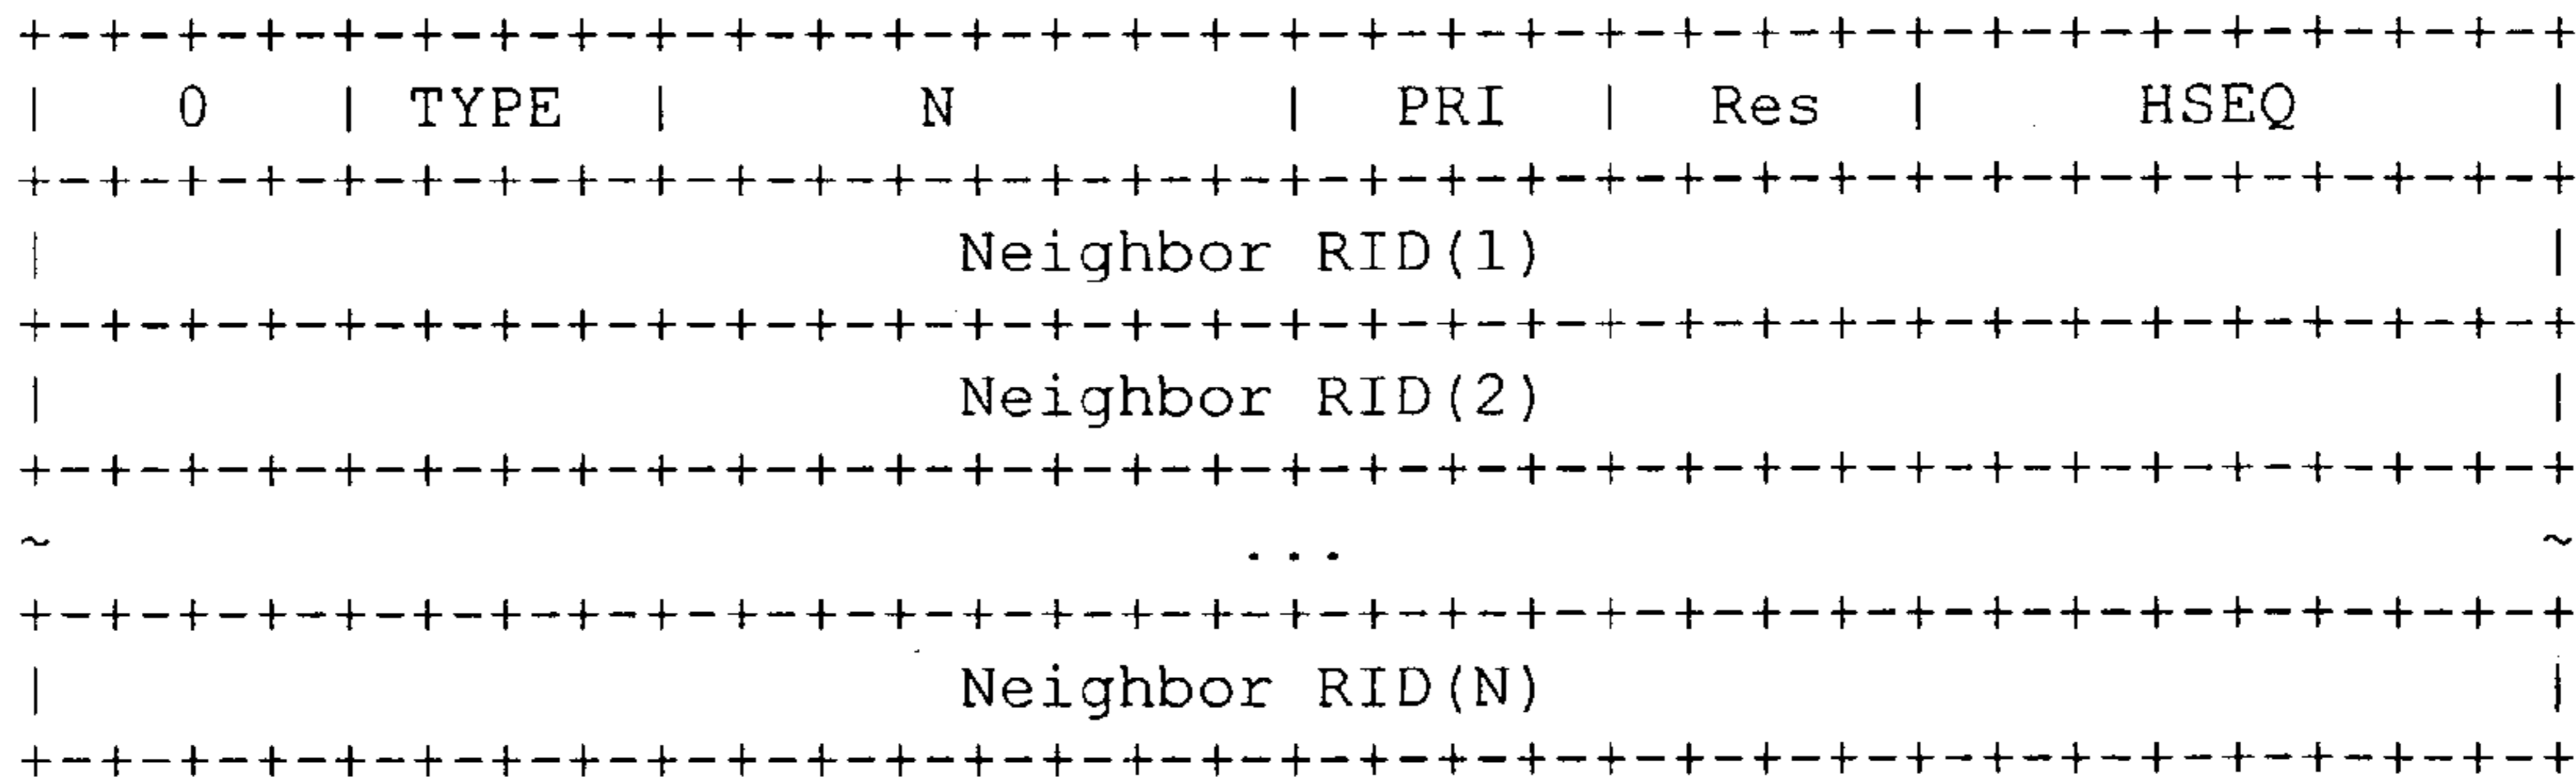 +-+-+-+-+-+-+-+-+-+-+-+-+-+-+-+-+-+-+-+-+-+-+-+-+-+-+-+-+-+-+-+-+
|   0   | TYPE  |       N       |  PRI  |  Res  |     HSEQ      |
+-+-+-+-+-+-+-+-+-+-+-+-+-+-+-+-+-+-+-+-+-+-+-+-+-+-+-+-+-+-+-+-+
|                       Neighbor RID(1)                         |
+-+-+-+-+-+-+-+-+-+-+-+-+-+-+-+-+-+-+-+-+-+-+-+-+-+-+-+-+-+-+-+-+
|                       Neighbor RID(2)                         |
+-+-+-+-+-+-+-+-+-+-+-+-+-+-+-+-+-+-+-+-+-+-+-+-+-+-+-+-+-+-+-+-+
~                              ...                              ~
+-+-+-+-+-+-+-+-+-+-+-+-+-+-+-+-+-+-+-+-+-+-+-+-+-+-+-+-+-+-+-+-+
|                       Neighbor RID(N)                         |
+-+-+-+-+-+-+-+-+-+-+-+-+-+-+-+-+-+-+-+-+-+-+-+-+-+-+-+-+-+-+-+-+